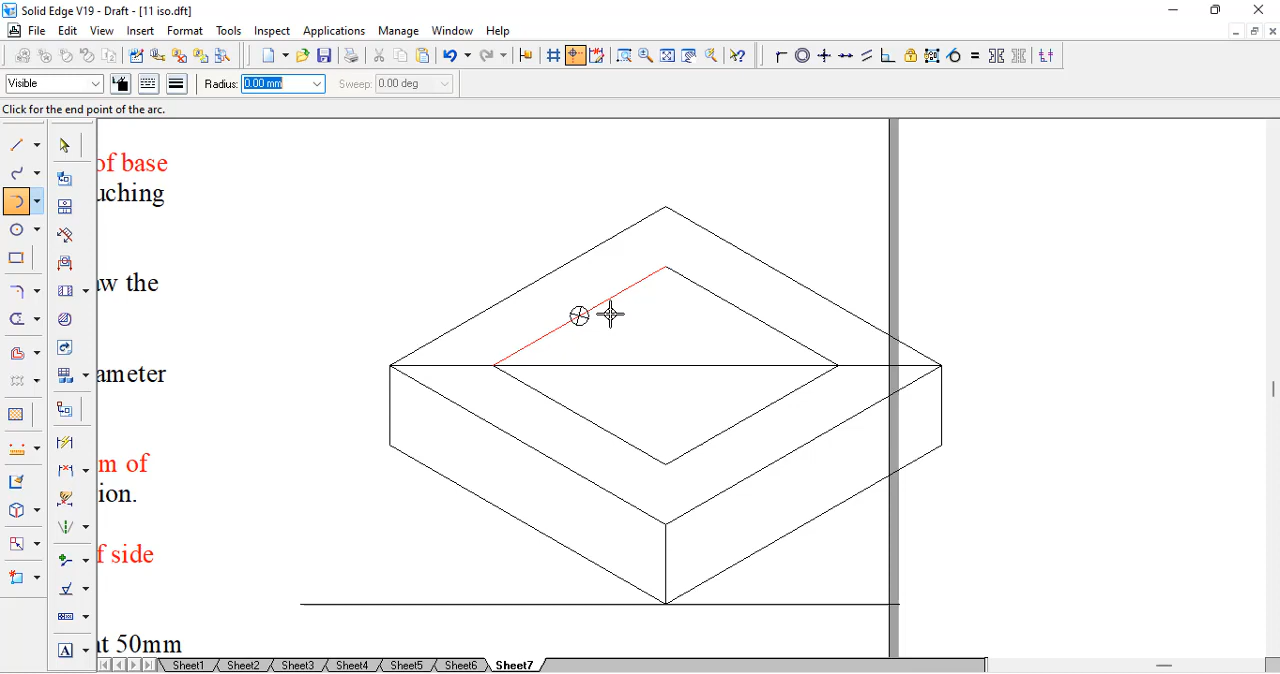 Solid Edge V19 - Draft - [11 iso.dft]
File Edit View Insert Format Tools Inspect Applications Manage Window Help
Visible Radius: 0.00 mm Sweep: 0.00 deg
Click for the end point of the arc.
of base
uching
aw the
ameter
m of
ion.
f side
at 50mm
A
Sheet1 Sheet2 Sheet3 Sheet4 Sheet5 Sheet6 Sheet7